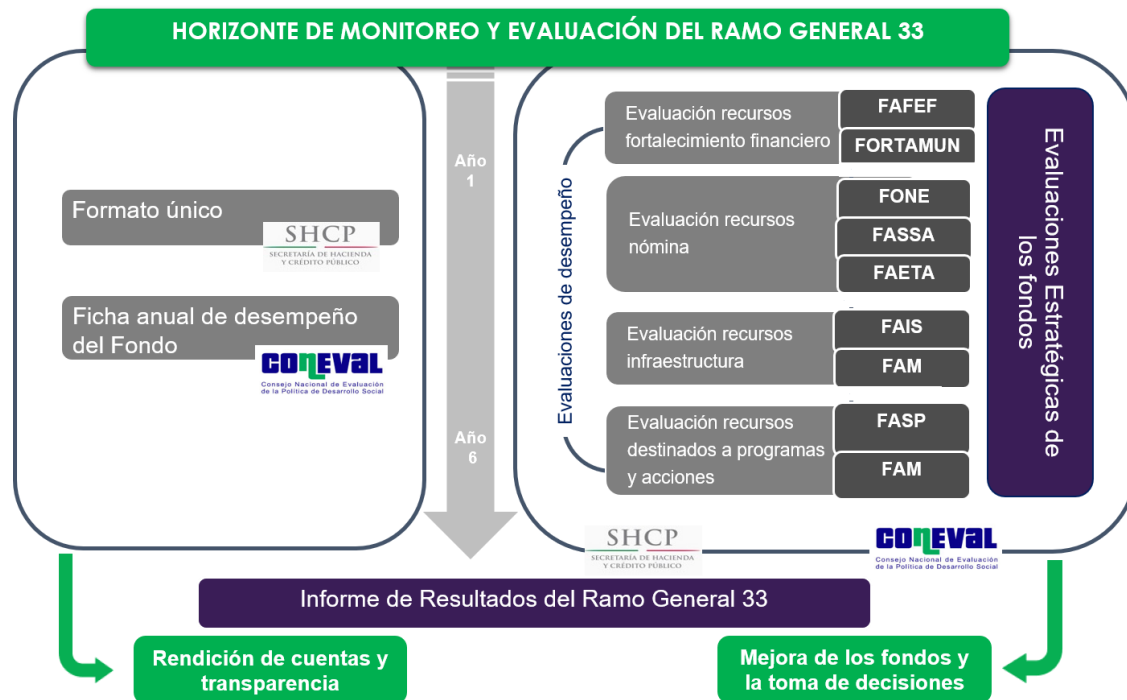 HORIZONTE DE MONITOREO Y EVALUACIÓN DEL RAMO GENERAL 33
Formato único
SHCP
SECRETARÍA DE HACIENDA
Y CRÉDITO PÚBLICO
Ficha anual de desempeño
del Fondo
CONEVAL
Consejo Nacional de Evaluación
de la Política de Desarrollo Social
Año
1
Año
6
Evaluaciones de desempeño
Evaluación recursos
fortalecimiento financiero
FAFEF
FORTAMUN
Evaluación recursos
nómina
FONE
FASSA
FAETA
Evaluación recursos
infraestructura
FAIS
FAM
Evaluación recursos
destinados a programas
y acciones
FASP
FAM
Evaluaciones Estratégicas de
los fondos
SHCP
SECRETARÍA DE HACIENDA
Y CRÉDITO PÚBLICO
CONEVAL
Consejo Nacional de Evaluación
de la Política de Desarrollo Social
Informe de Resultados del Ramo General 33
Rendición de cuentas y
transparencia
Mejora de los fondos y
la toma de decisiones